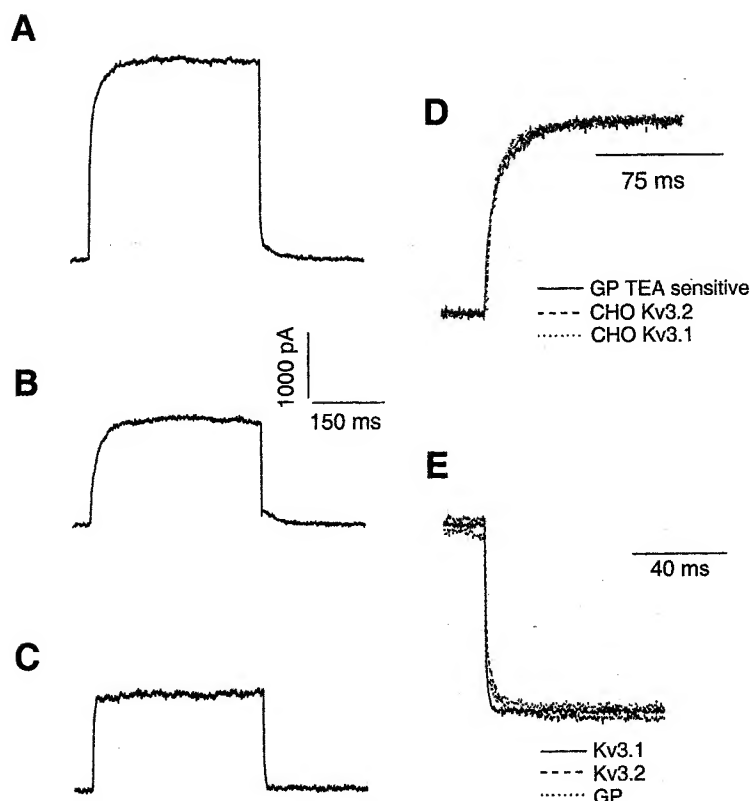 A
D
75 ms
GP TEA sensitive
CHO Kv3.2
CHO Kv3.1
B
1000 pA
150 ms
E
40 ms
C
Kv3.1
Kv3.2
GP